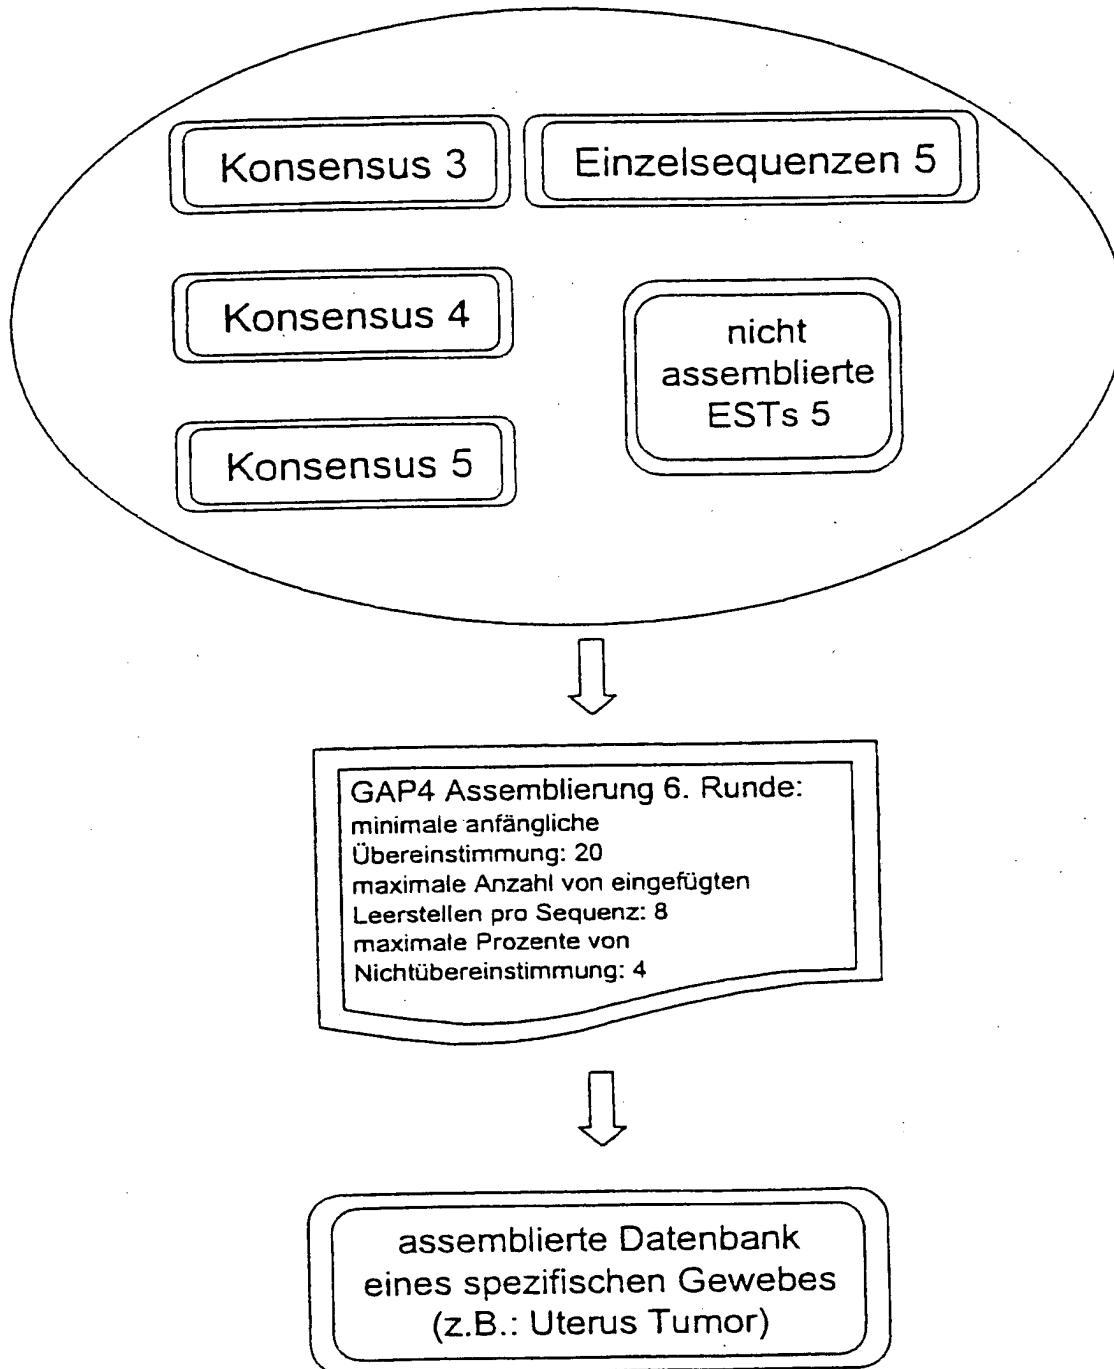 Konsensus 3
Einzelsequenzen 5
Konsensus 4
nicht
assemblierte
ESTs 5
Konsensus 5
GAP4 Assemblierung 6. Runde:
minimale anfängliche
Übereinstimmung: 20
maximale Anzahl von eingefügten
Leerstellen pro Sequenz: 8
maximale Prozente von
Nichtübereinstimmung: 4
assemblierte Datenbank
eines spezifischen Gewebes
(z.B.: Uterus Tumor)